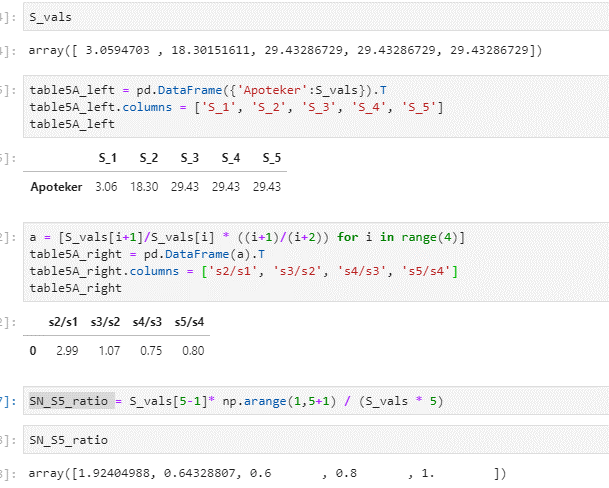 4]: S_vals
4]: array([ 3.0594703 , 18.30151611, 29.43286729, 29.43286729, 29.43286729])
5]: table5A_left = pd.DataFrame({'Apoteker':S_vals}).T
table5A_left.columns = ['S_1', 'S_2', 'S_3', 'S_4', 'S_5']
table5A_left
5]: S_1 S_2 S_3 S_4 S_5
Apoteker 3.06 18.30 29.43 29.43 29.43
2]: a = [S_vals[i+1]/S_vals[i] * ((i+1)/(i+2)) for i in range(4)]
table5A_right = pd.DataFrame(a).T
table5A_right.columns = ['s2/s1', 's3/s2', 's4/s3', 's5/s4']
table5A_right
2]: s2/s1 s3/s2 s4/s3 s5/s4
0 2.99 1.07 0.75 0.80
7]: SN_S5_ratio = S_vals[5-1]* np.arange(1,5+1) / (S_vals * 5)
3]: SN_S5_ratio
3]: array([1.92404988, 0.64328807, 0.6 , 0.8 , 1. ])